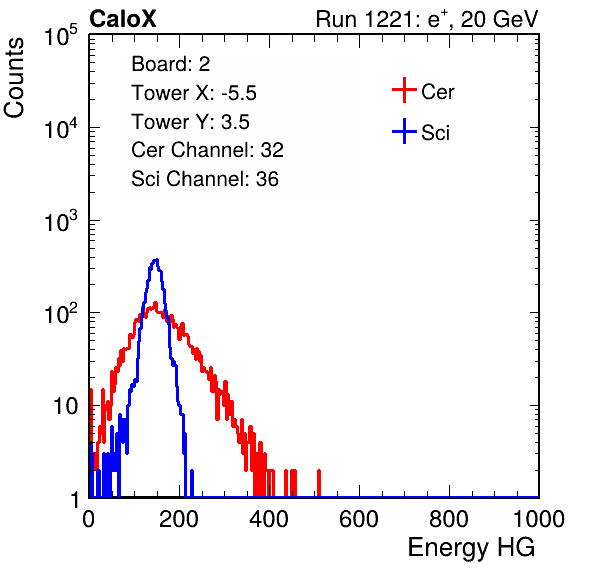 CaloX Run 1221: e⁺, 20 GeV
Counts
Board: 2
Tower X: -5.5
Tower Y: 3.5
Cer Channel: 32
Sci Channel: 36
Cer
Sci
10⁵
10⁴
10³
10²
10
1
0 200 400 600 800 1000
Energy HG